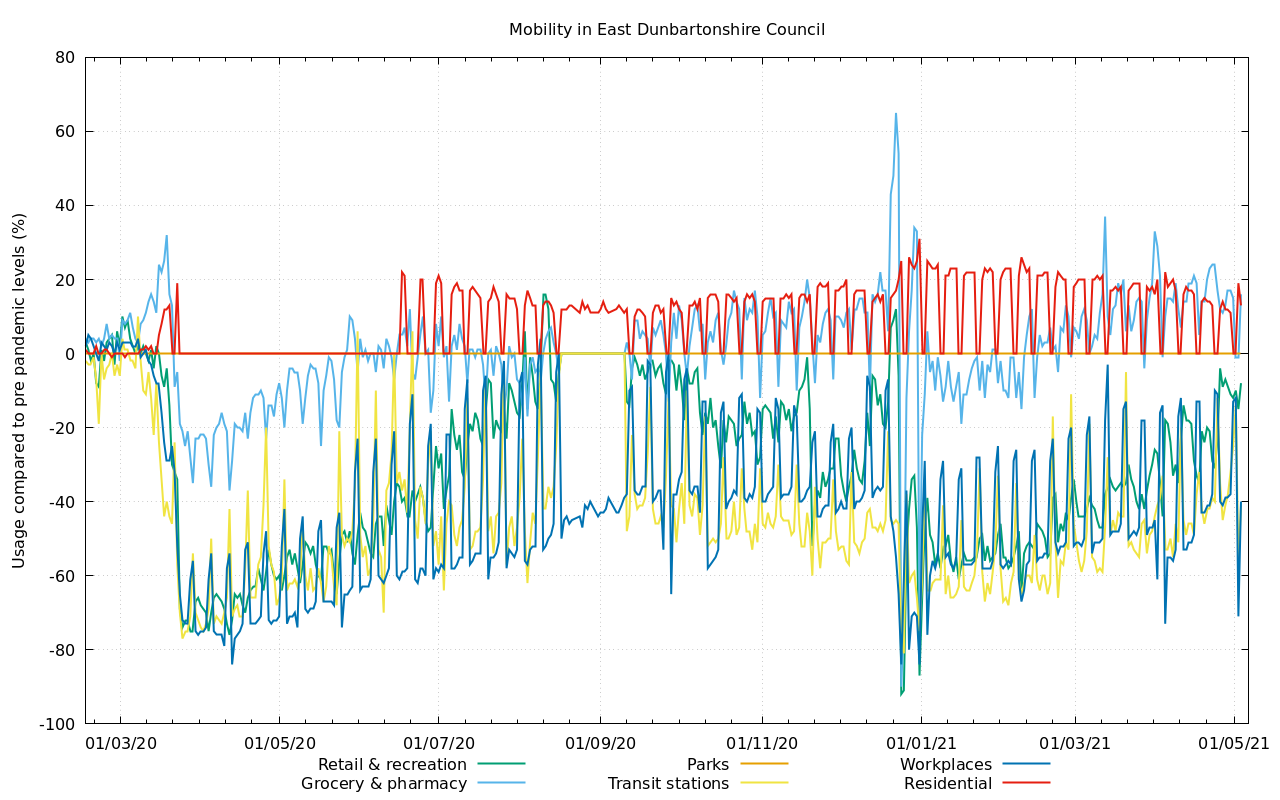 Mobility in East Dunbartonshire Council
Usage compared to pre pandemic levels (%)
80
60
40
20
0
-20
-40
-60
-80
-100
01/03/20 01/05/20 01/07/20 01/09/20 01/11/20 01/01/21 01/03/21 01/05/21
Retail & recreation Parks Workplaces
Grocery & pharmacy Transit stations Residential